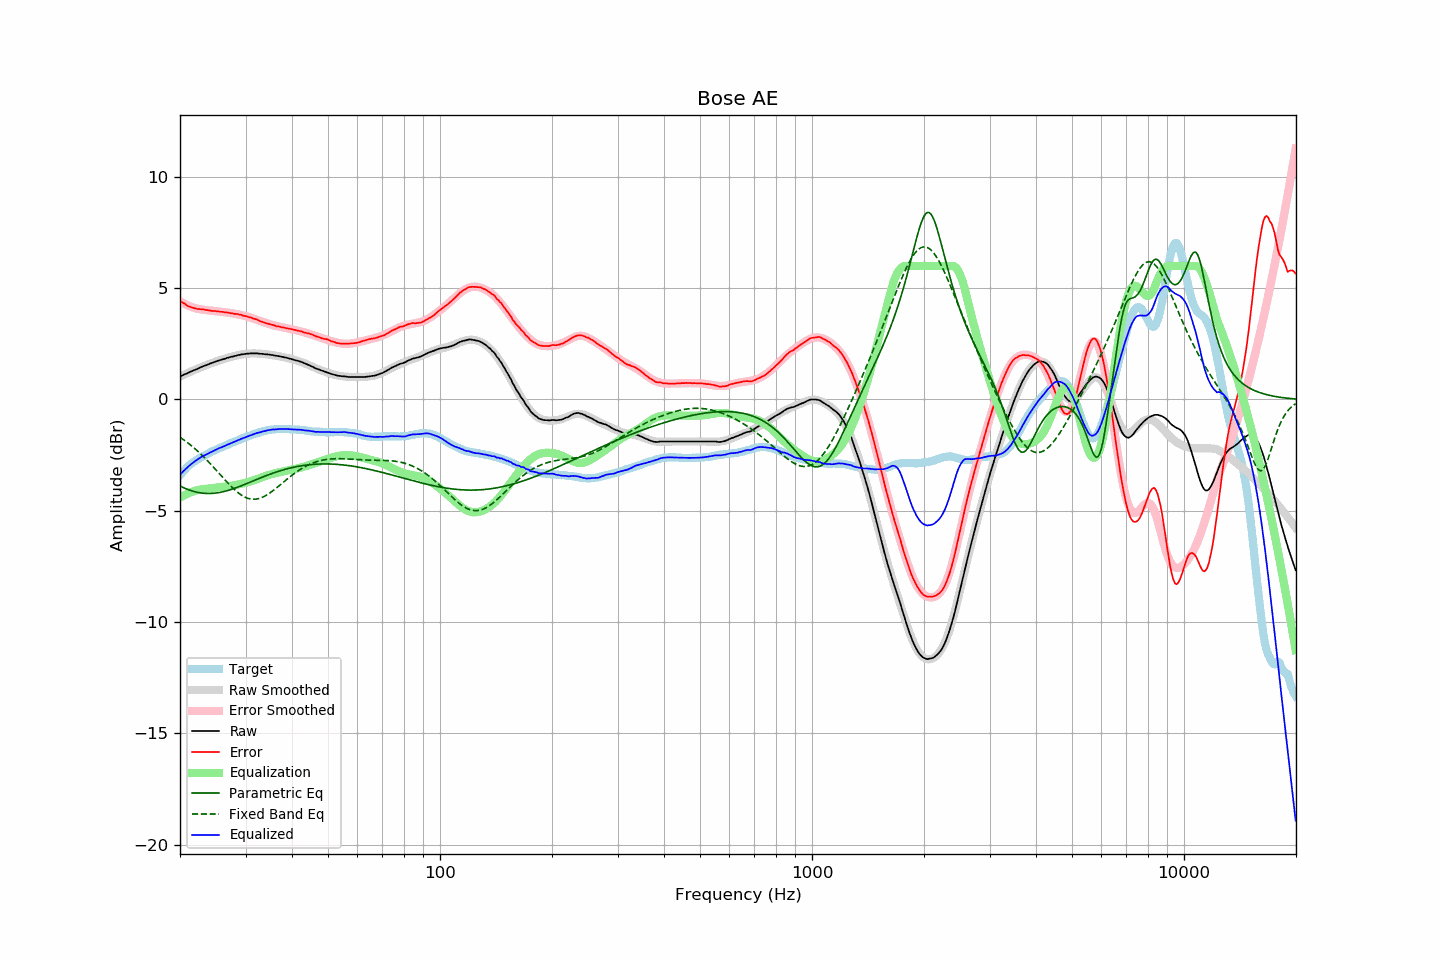 Bose AE
Amplitude (dBr)
10
5
0
−5
−10
−15
−20
Target
Raw Smoothed
Error Smoothed
Raw
Error
Equalization
Parametric Eq
Fixed Band Eq
Equalized
100
1000
10000
Frequency (Hz)